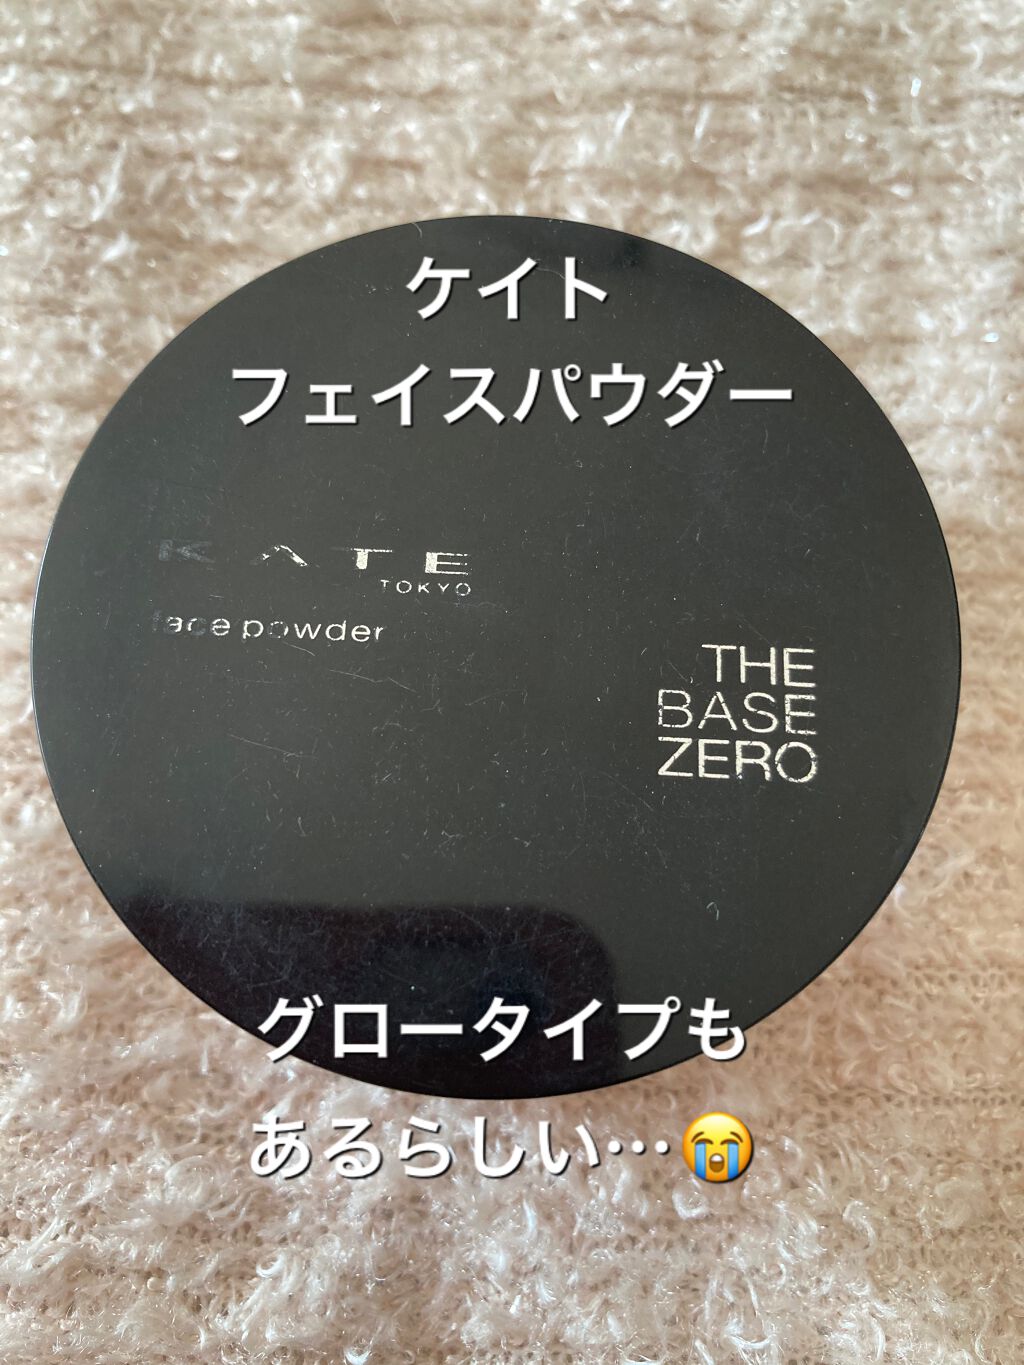 ケイト
フェイスパウダー
KATE
TOKYO
face powder
THE
BASE
ZERO
グロータイプも
あるらしい…😭